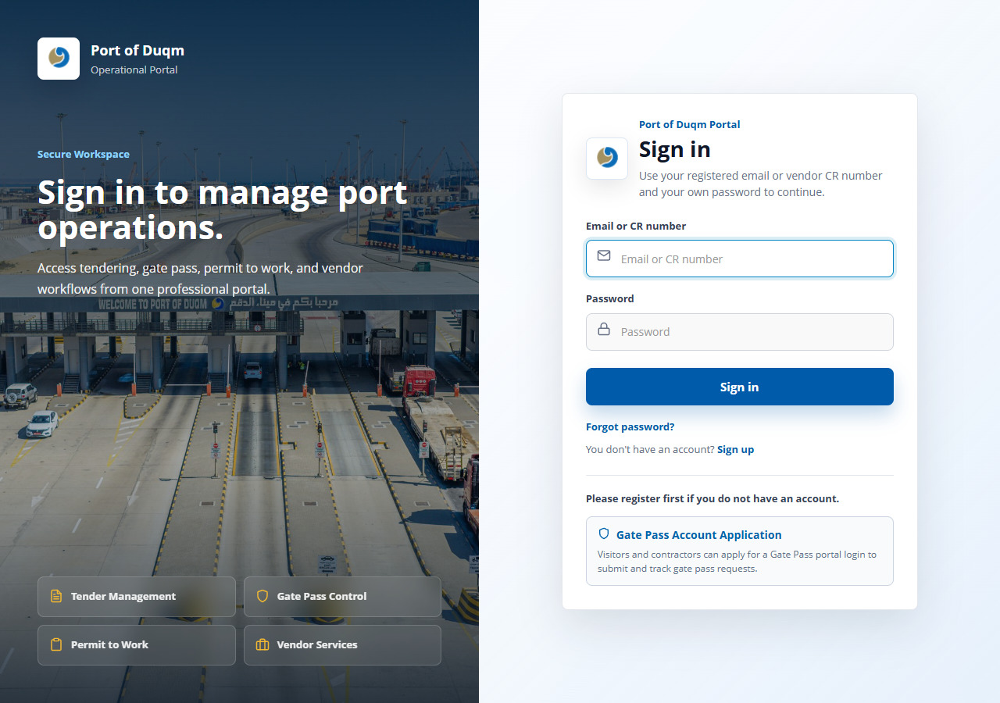 Port of Duqm
Operational Portal
Secure Workspace
Sign in to manage port
operations.
Access tendering, gate pass, permit to work, and vendor
workflows from one professional portal.
WELCOME TO PORT OF DUQM مرحبا بكم في ميناء الدقم
Tender Management
Gate Pass Control
Permit to Work
Vendor Services
Port of Duqm Portal
Sign in
Use your registered email or vendor CR number
and your own password to continue.
Email or CR number
Email or CR number
Password
Password
Sign in
Forgot password?
You don't have an account? Sign up
Please register first if you do not have an account.
Gate Pass Account Application
Visitors and contractors can apply for a Gate Pass portal login to
submit and track gate pass requests.